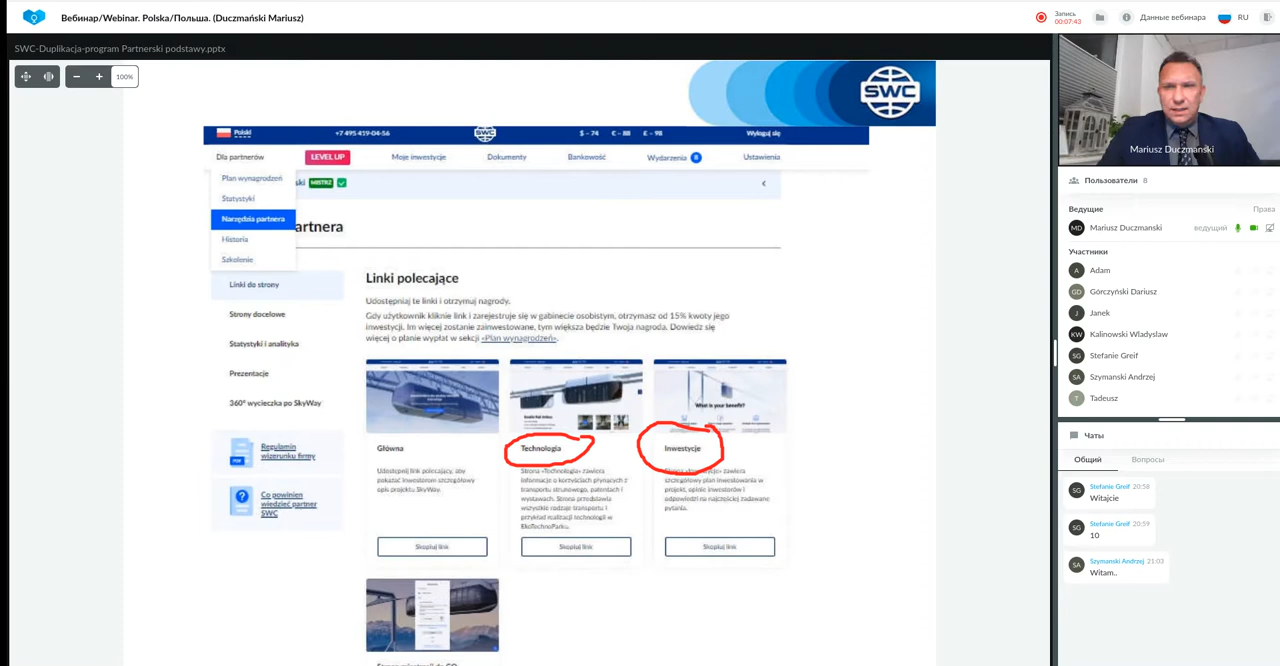 Вебинар/Webinar. Polska/Польша. (Duczmański Mariusz)
Запись
00:07:43
Данные вебинара
RU
SWC-Duplikacja-program Partnerski podstawy.pptx
100%
SWC
Polski
+7 495 419-04-56
SWC
$ - 74 € - 88 £ - 98
Wyloguj się
Dla partnerów
LEVEL UP
Moje inwestycje
Dokumenty
Bankowość
Wydarzenia 8
Ustawienia
Plan wynagrodzeń
ski MISTRZ
Statystyki
Narzędzia partnera
artnera
Historia
Szkolenie
Linki do strony
Strony docelowe
Statystyki i analityka
Prezentacje
360° wycieczka po SkyWay
PDF
Regulamin
wizerunku firmy
Co powinien
wiedzieć partner
SWC
Linki polecające
Udostępniaj te linki i otrzymuj nagrody.
Gdy użytkownik kliknie link i zarejestruje się w gabinecie osobistym, otrzymasz od 15% kwoty jego
inwestycji. Im więcej zostanie zainwestowane, tym większa będzie Twoja nagroda. Dowiedz się
więcej o planie wypłat w sekcji «Plan wynagrodzeń».
Główna
Udostępnij link polecający, aby
pokazać inwestorom szczegółowy
opis projektu SkyWay.
Skopiuj link
Technologia
Strona «Technologia» zawiera
informacje o korzyściach płynących z
transportu strunowego, patentach i
wystawach. Strona przedstawia
wszystkie rodzaje transportu i
przykład realizacji technologii w
EkoTechnoParku.
Skopiuj link
What is your benefit?
Inwestycje
Strona «Inwestycje» zawiera
szczegółowy plan inwestowania w
projekt, opinie inwestorów i
odpowiedzi na najczęściej zadawane
pytania.
Skopiuj link
Mariusz Duczmański
Пользователи 8
Ведущие
Права
MD Mariusz Duczmanski ведущий
Участники
A Adam
GD Górczyński Dariusz
J Janek
KW Kalinowski Wladyslaw
SG Stefanie Greif
SA Szymanski Andrzej
T Tadeusz
Чаты
Общий
Вопросы
SG Stefanie Greif 20:58
Witajcie
SG Stefanie Greif 20:59
10
SA Szymanski Andrzej 21:03
Witam..